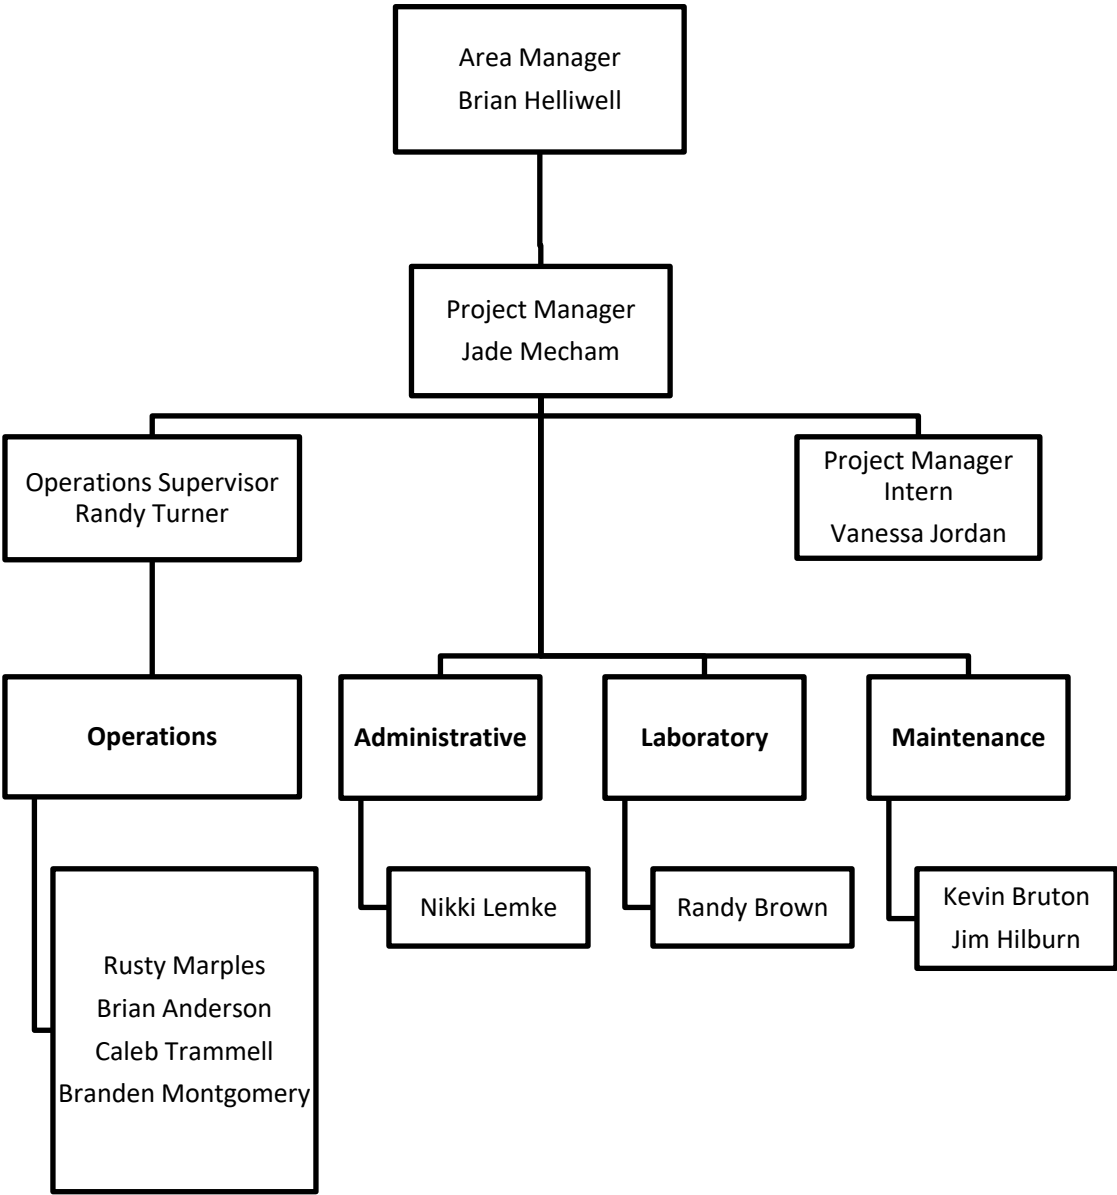 Area Manager
Brian Helliwell
Project Manager
Jade Mecham
Operations Supervisor
Randy Turner
Project Manager
Intern
Vanessa Jordan
Operations
Administrative
Laboratory
Maintenance
Rusty Marples
Brian Anderson
Caleb Trammell
Branden Montgomery
Nikki Lemke
Randy Brown
Kevin Bruton
Jim Hilburn